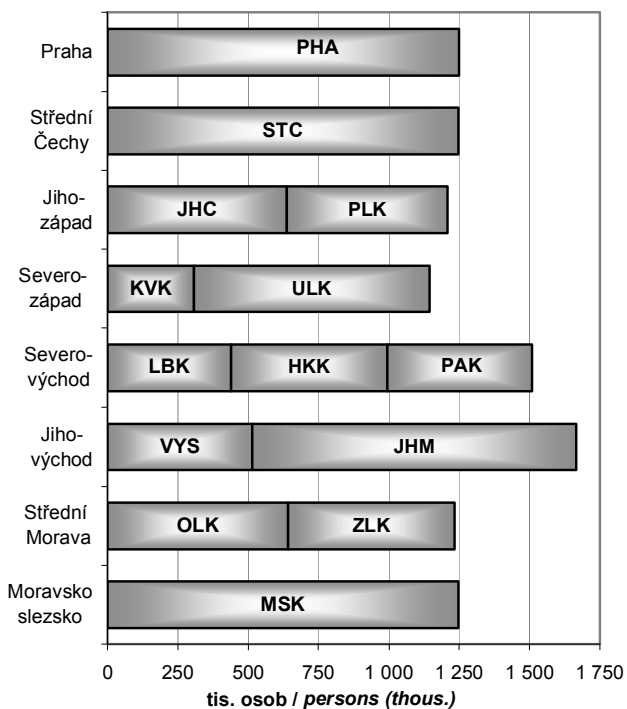 Praha
PHA
Střední
Čechy
STC
Jiho-
západ
JHC PLK
Severo-
západ
KVK ULK
Severo-
východ
LBK HKK PAK
Jiho-
východ
VYS JHM
Střední
Morava
OLK ZLK
Moravsko
slezsko
MSK
0 250 500 750 1 000 1 250 1 500 1 750
tis. osob / persons (thous.)